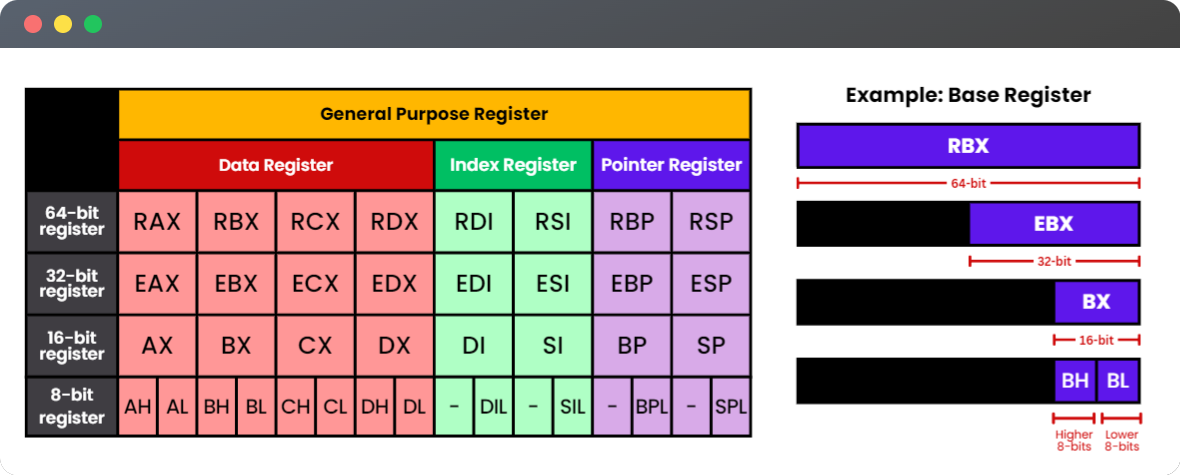 General Purpose Register
Data Register Index Register Pointer Register
64-bit register RAX RBX RCX RDX RDI RSI RBP RSP
32-bit register EAX EBX ECX EDX EDI ESI EBP ESP
16-bit register AX BX CX DX DI SI BP SP
8-bit register AH AL BH BL CH CL DH DL - DIL - SIL - BPL - SPL
Example: Base Register
RBX
64-bit
EBX
32-bit
BX
16-bit
BH BL
Higher 8-bits Lower 8-bits